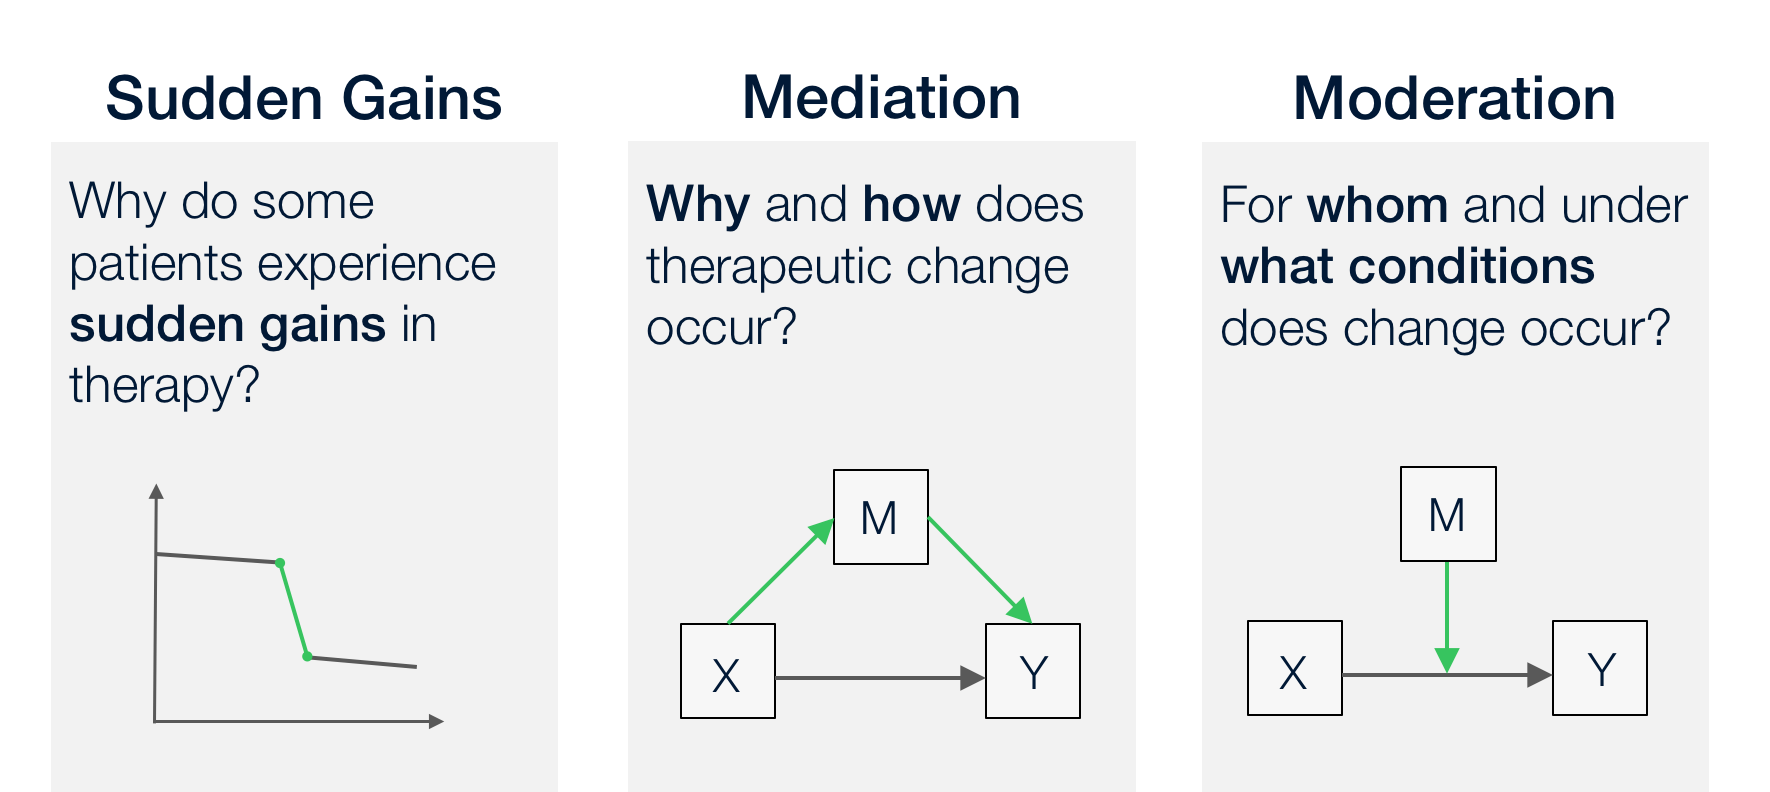 Sudden Gains
Why do some
patients experience
sudden gains in
therapy?
Mediation
Why and how does
therapeutic change
occur?
M
X
Y
Moderation
For whom and under
what conditions
does change occur?
M
X
Y